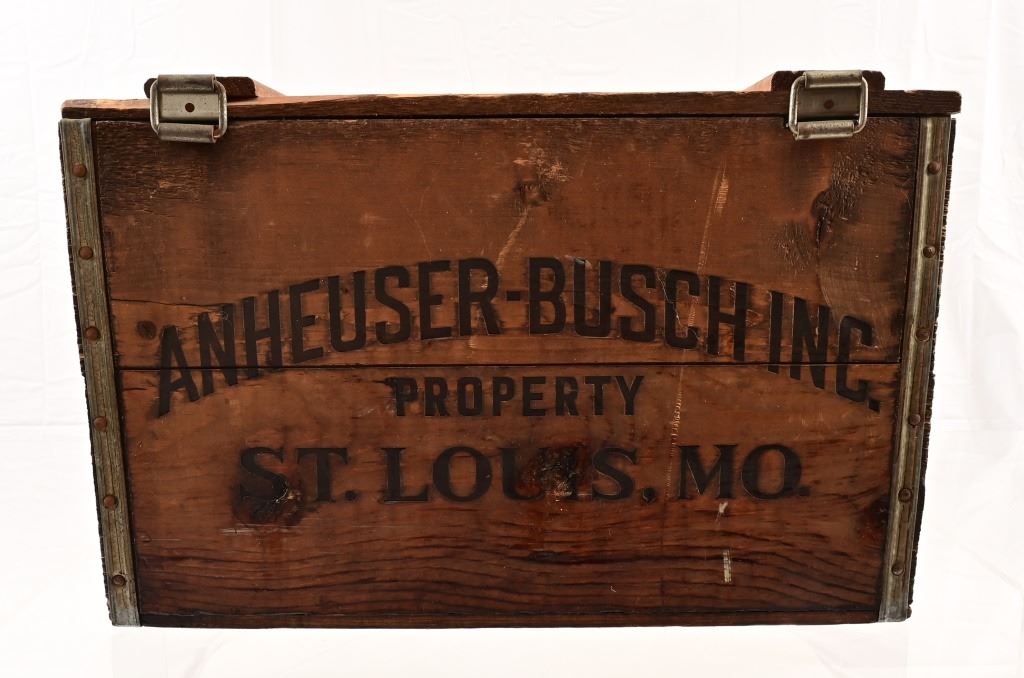 ANHEUSER-BUSCH INC.
PROPERTY
ST. LOUIS, MO.